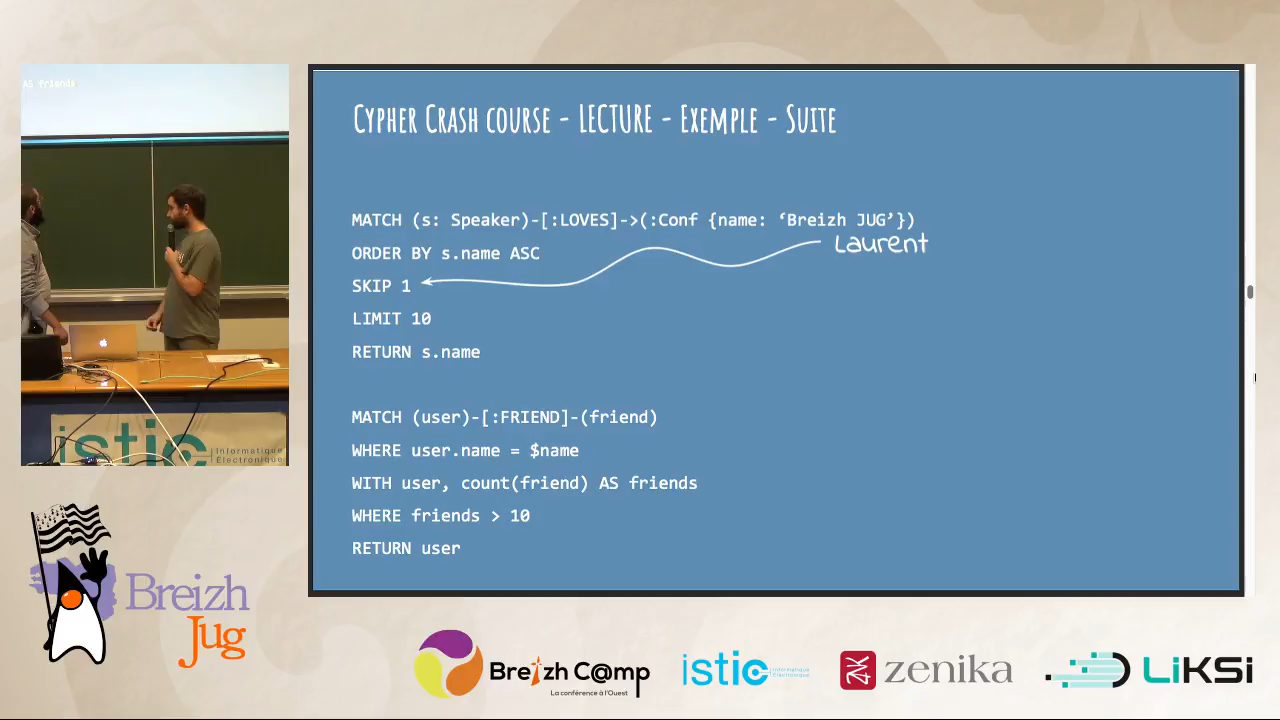 AS friends
Cypher Crash course - LECTURE - Exemple - Suite
MATCH (s: Speaker)-[:LOVES]->(:Conf {name: ‘Breizh JUG’})
ORDER BY s.name ASC
Laurent
SKIP 1
LIMIT 10
RETURN s.name
MATCH (user)-[:FRIEND]-(friend)
WHERE user.name = $name
WITH user, count(friend) AS friends
WHERE friends > 10
RETURN user
istic
Informatique
Électronique
Breizh
Jug
Breizh C@mp
La conférence à l'Ouest
istic
Informatique
Électronique
ZK zenika
LiKSi